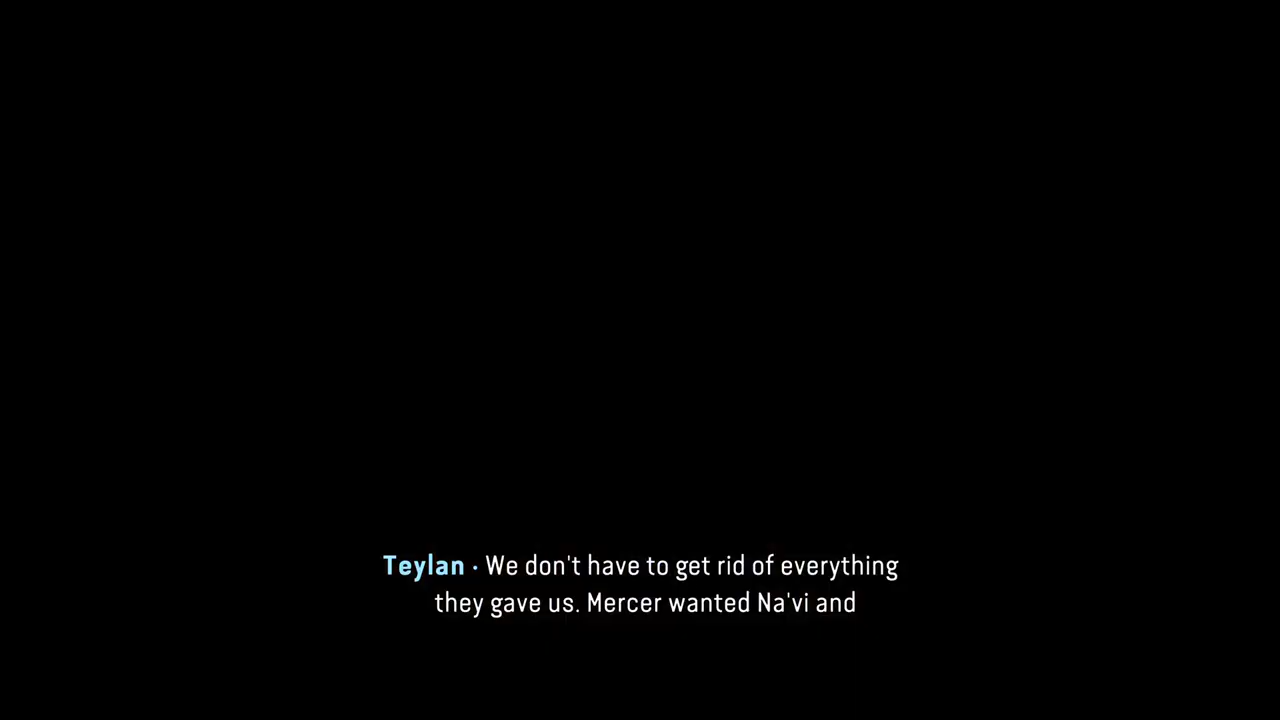 Teylan · We don't have to get rid of everything
they gave us. Mercer wanted Na'vi and